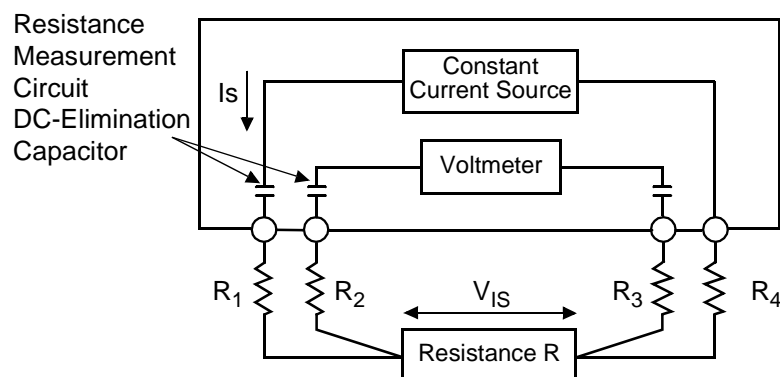 Resistance
Measurement
Circuit
DC-Elimination
Capacitor
Is
Constant
Current Source
Voltmeter
R1
R2
VIS
R3
R4
Resistance R